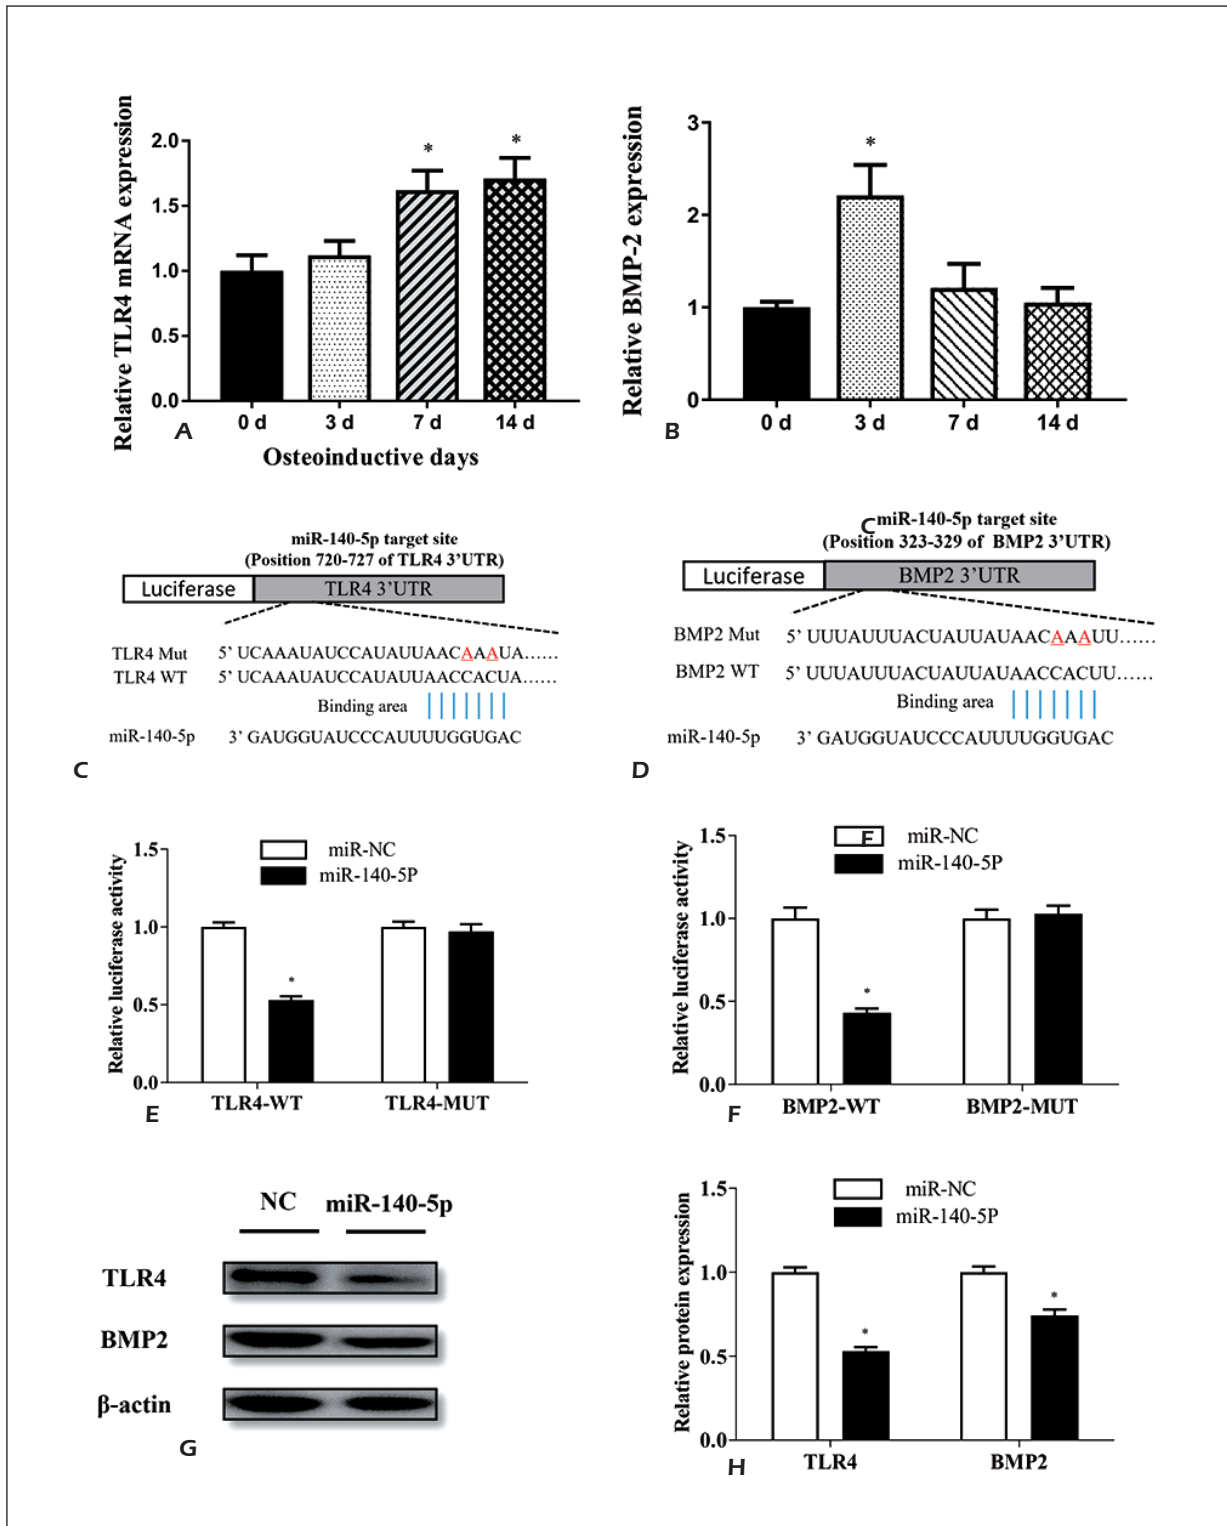 Relative TLR4 mRNA expression
2.0
1.5
1.0
0.5
0.0
*
*
0 d
3 d
7 d
14 d
Osteoinductive days
A
Relative BMP-2 expression
3
2
1
0
*
0 d
3 d
7 d
14 d
B
miR-140-5p target site
(Position 720-727 of TLR4 3'UTR)
Luciferase
TLR4 3'UTR
TLR4 Mut 5' UCAAAUAUCCAUAUUAACAAAUA......
TLR4 WT 5' UCAAAUAUCCAUAUUAACCACUA......
Binding area
miR-140-5p 3' GAUGGUAUCCCAUUUUGGUGAC
C
C
miR-140-5p target site
(Position 323-329 of BMP2 3'UTR)
Luciferase
BMP2 3'UTR
BMP2 Mut 5' UUUAUUUACUAUUAUAACAAAUU......
BMP2 WT 5' UUUAUUUACUAUUAUAACCACUU......
Binding area
miR-140-5p 3' GAUGGUAUCCCAUUUUGGUGAC
D
Relative luciferase activity
1.5
1.0
0.5
0.0
miR-NC
miR-140-5P
*
TLR4-WT
TLR4-MUT
E
Relative luciferase activity
1.5
1.0
0.5
0.0
miR-NC
miR-140-5P
*
BMP2-WT
BMP2-MUT
F
NC
miR-140-5p
TLR4
BMP2
β-actin
G
Relative protein expression
1.5
1.0
0.5
0.0
miR-NC
miR-140-5P
*
*
TLR4
BMP2
H